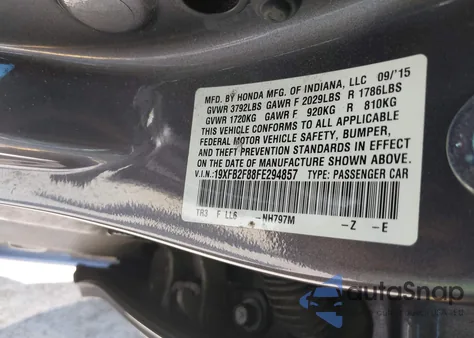 MFD. BY HONDA MFG. OF INDIANA, LLC 09/15
GVWR 3792LBS GAWR F 2029LBS R 1786LBS
GVWR 1720KG GAWR F 920KG R 810KG
THIS VEHICLE CONFORMS TO ALL APPLICABLE
FEDERAL MOTOR VEHICLE SAFETY, BUMPER,
AND THEFT PREVENTION STANDARDS IN EFFECT
ON THE DATE OF MANUFACTURE SHOWN ABOVE.
V.I.N.: 19XFB2F88FE294857 TYPE: PASSENGER CAR
TR3 F LL6 -NH797M -Z -E
autoSnap